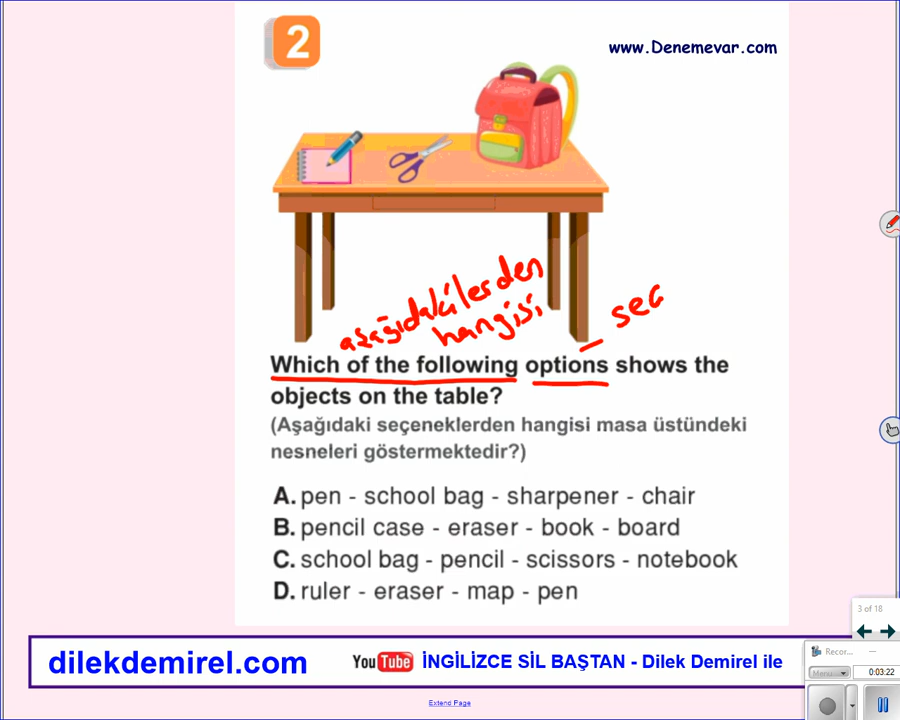 2
www.Denemevar.com
aşağıdakilerden
hangisi
seç
Which of the following options shows the
objects on the table?
(Aşağıdaki seçeneklerden hangisi masa üstündeki
nesneleri göstermektedir?)
A. pen - school bag - sharpener - chair
B. pencil case - eraser - book - board
C. school bag - pencil - scissors - notebook
D. ruler - eraser - map - pen
3 of 18
dilekdemirel.com YouTube İNGİLİZCE SİL BAŞTAN - Dilek Demirel ile
Recor...
Menu 0:03:22
Extend Page